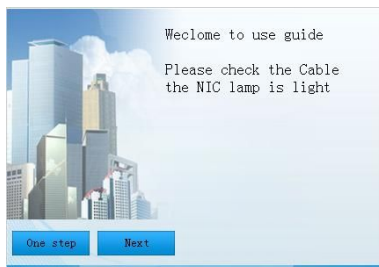 Weclome to use guide
Please check the Cable
the NIC lamp is light
One step
Next